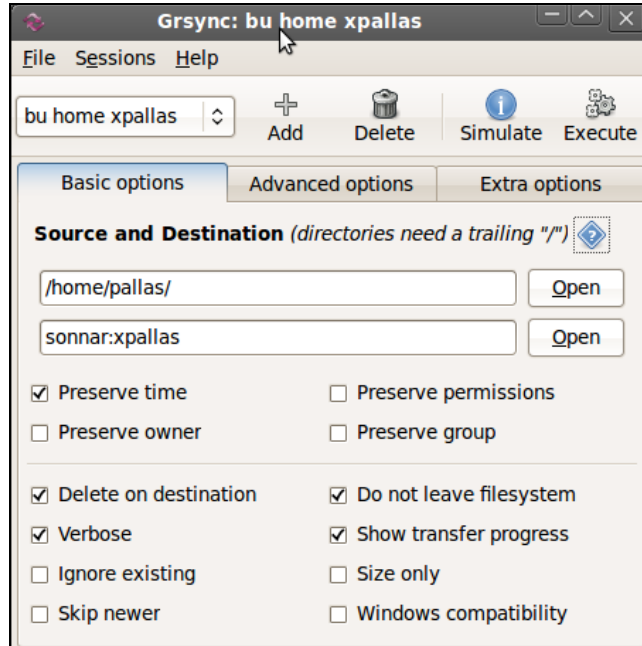 Grsync: bu home xpallas
File Sessions Help
bu home xpallas Add Delete Simulate Execute
Basic options Advanced options Extra options
Source and Destination (directories need a trailing "/")
/home/pallas/ Open
sonnar:xpallas Open
Preserve time Preserve permissions
Preserve owner Preserve group
Delete on destination Do not leave filesystem
Verbose Show transfer progress
Ignore existing Size only
Skip newer Windows compatibility